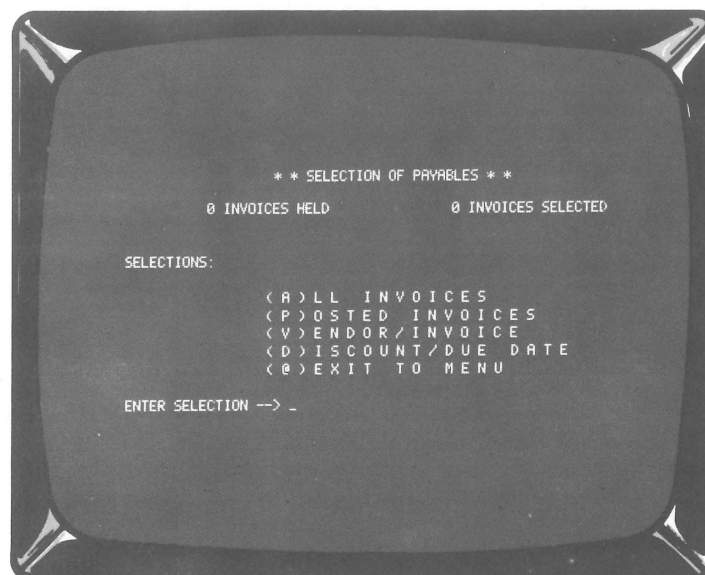 * * SELECTION OF PAYABLES * *
0 INVOICES HELD 0 INVOICES SELECTED
SELECTIONS:
(A)LL INVOICES
(P)OSTED INVOICES
(V)ENDOR/INVOICE
(D)ISCOUNT/DUE DATE
(@)EXIT TO MENU
ENTER SELECTION --> _